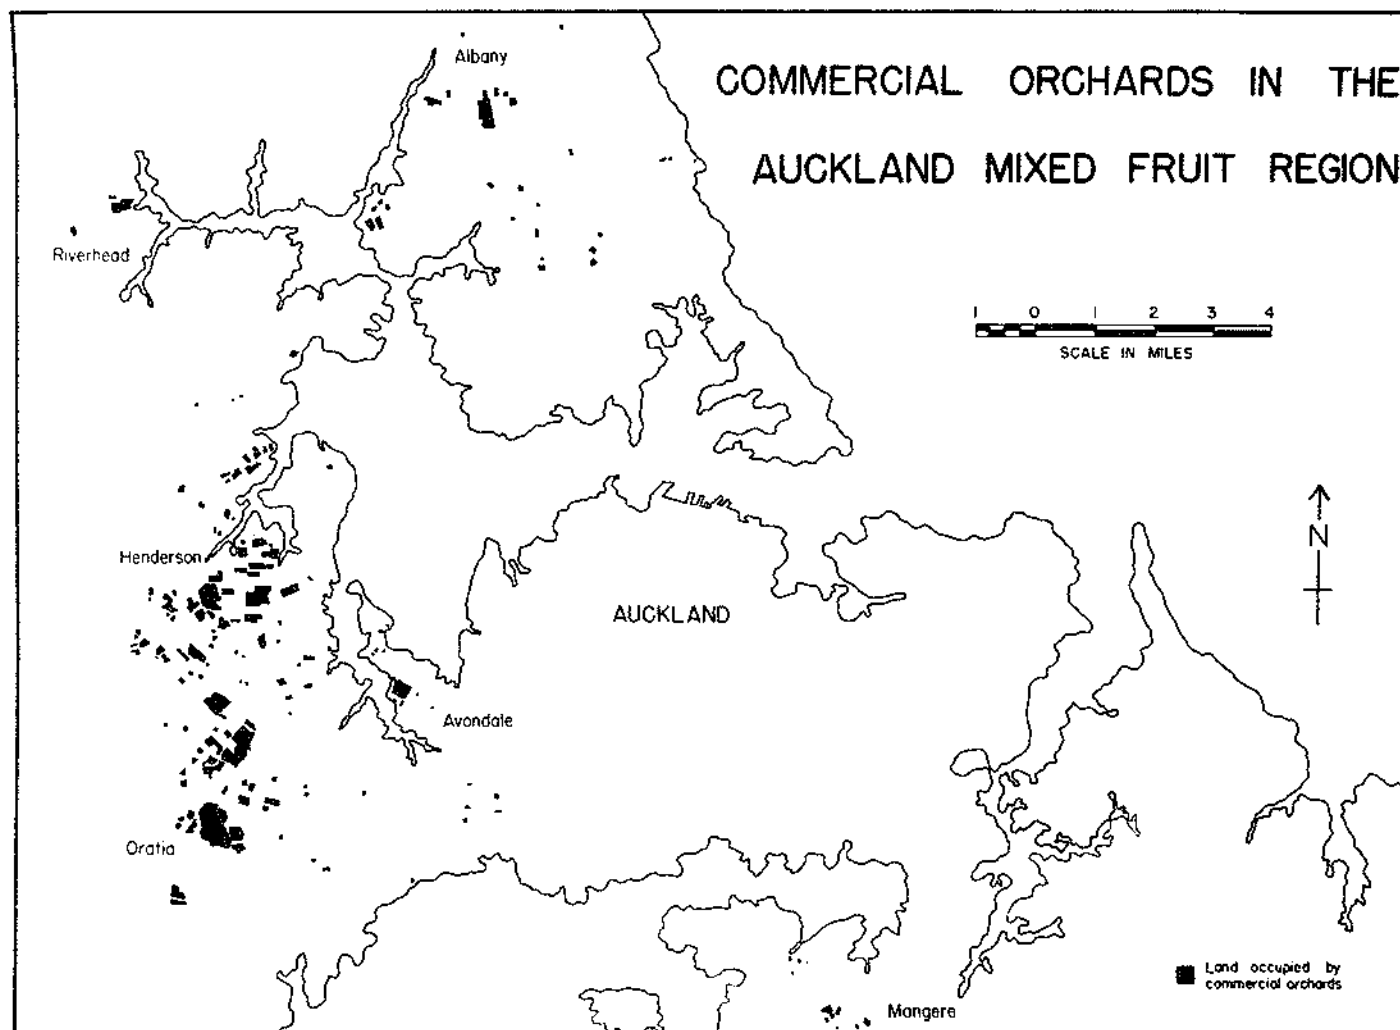 Albany
COMMERCIAL ORCHARDS IN THE
AUCKLAND MIXED FRUIT REGION
Riverhead
1 0 1 2 3 4
SCALE IN MILES
N
Henderson
AUCKLAND
Avondale
Oratia
Land occupied by
commercial orchards
Mangere